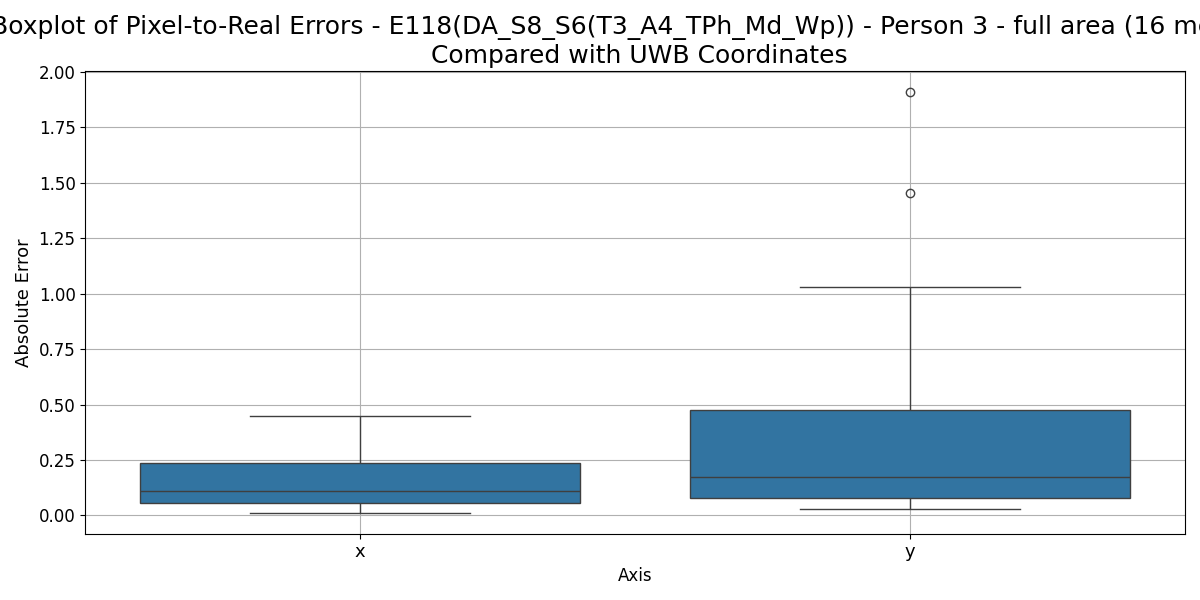 Boxplot of Pixel-to-Real Errors - E118(DA_S8_S6(T3_A4_TPh_Md_Wp)) - Person 3 - full area (16
Compared with UWB Coordinates
2.00
1.75
1.50
1.25
1.00
0.75
0.50
0.25
0.00
Absolute Error
x
y
Axis